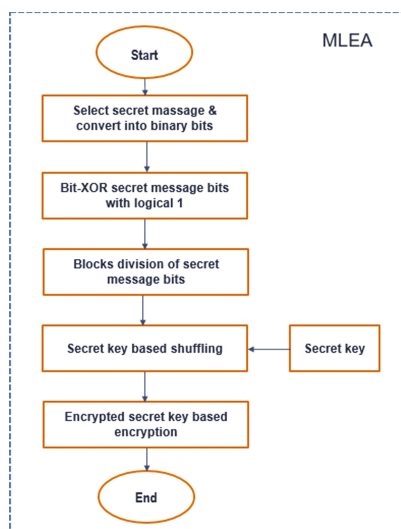 MLEA
Start
Select secret massage &
convert into binary bits
Bit-XOR secret message bits
with logical 1
Blocks division of secret
message bits
Secret key based shuffling
Secret key
Encrypted secret key based
encryption
End